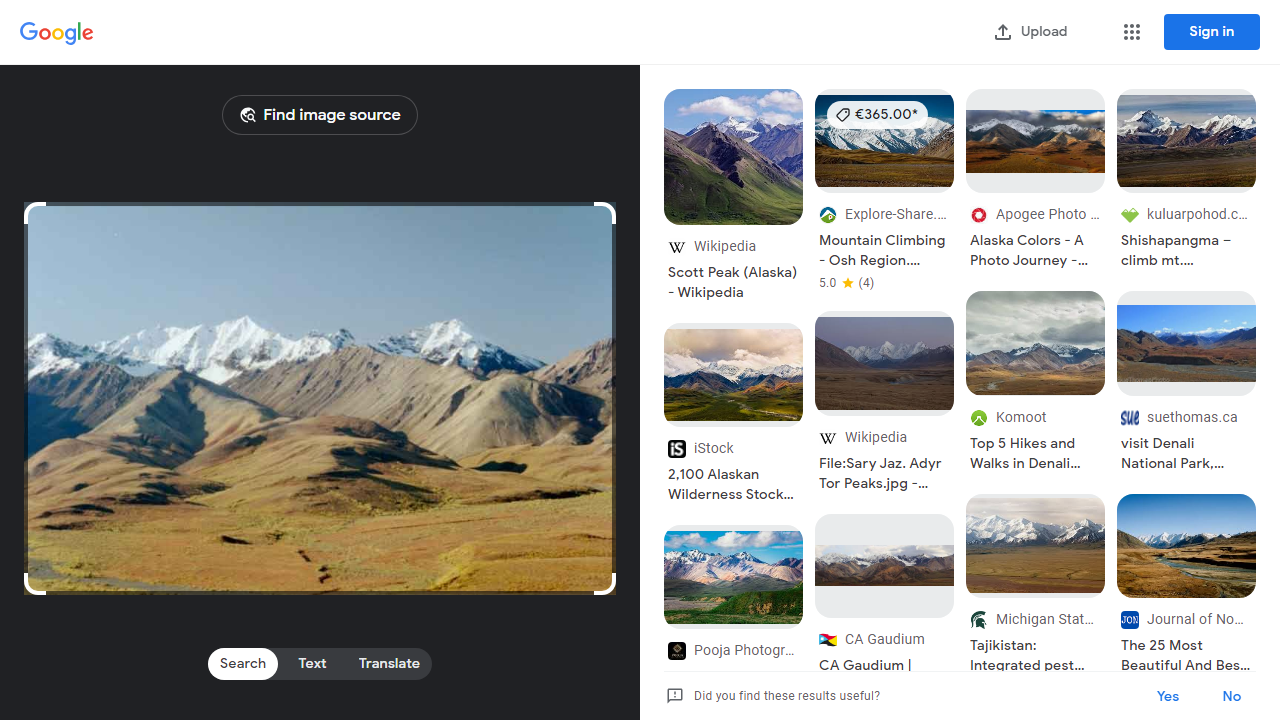 Google
Upload
Sign in
Find image source
Search
Text
Translate
Wikipedia
Scott Peak (Alaska)
- Wikipedia
iStock
2,100 Alaskan
Wilderness Stock...
Pooja Photogr...
€365.00*
Explore-Share....
Mountain Climbing
- Osh Region....
5.0 (4)
Wikipedia
File:Sary Jaz. Adyr
Tor Peaks.jpg -...
CA Gaudium
CA Gaudium |
Apogee Photo ...
Alaska Colors - A
Photo Journey -...
Komoot
Top 5 Hikes and
Walks in Denali...
Michigan Stat...
Tajikistan:
Integrated pest...
kuluarpohod.c...
Shishapangma –
climb mt....
sue suethomas.ca
visit Denali
National Park,...
JON Journal of No...
The 25 Most
Beautiful And Bes...
Did you find these results useful?
Yes
No